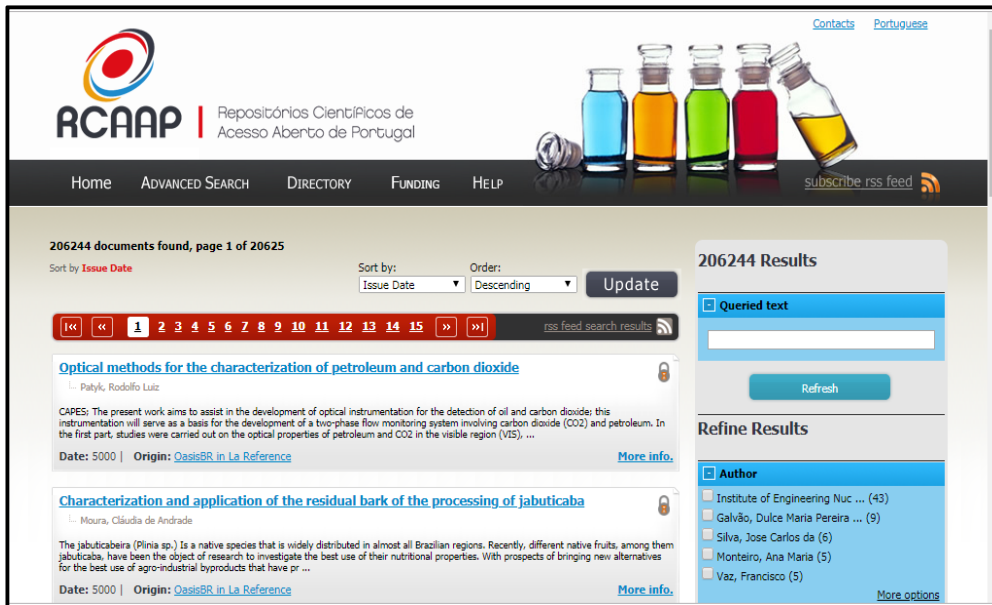 Contacts Portuguese
RCAAP | Repositórios Científicos de
Acesso Aberto de Portugal
Home ADVANCED SEARCH DIRECTORY FUNDING HELP
subscribe rss feed
206244 documents found, page 1 of 20625
Sort by Issue Date
Sort by: Order:
Issue Date Descending Update
1 2 3 4 5 6 7 8 9 10 11 12 13 14 15
rss feed search results
Optical methods for the characterization of petroleum and carbon dioxide
Patyk, Rodolfo Luiz
CAPES; The present work aims to assist in the development of optical instrumentation for the detection of oil and carbon dioxide; this
instrumentation will serve as a basis for the development of a two-phase flow monitoring system involving carbon dioxide (CO2) and petroleum. In
the first part, studies were carried out on the optical properties of petroleum and CO2 in the visible region (VIS), ...
Date: 5000 | Origin: OasisBR in La Reference More info.
Characterization and application of the residual bark of the processing of jabuticaba
Moura, Cláudia de Andrade
The jabuticabeira (Plinia sp.) Is a native species that is widely distributed in almost all Brazilian regions. Recently, different native fruits, among them
jabuticaba, have been the object of research to investigate the best use of their nutritional properties. With prospects of bringing new alternatives
for the best use of agro-industrial byproducts that have pr ...
Date: 5000 | Origin: OasisBR in La Reference More info.
206244 Results
Queried text
Refresh
Refine Results
Author
Institute of Engineering Nuc ... (43)
Galvão, Dulce Maria Pereira ... (9)
Silva, Jose Carlos da (6)
Monteiro, Ana Maria (5)
Vaz, Francisco (5)
More options